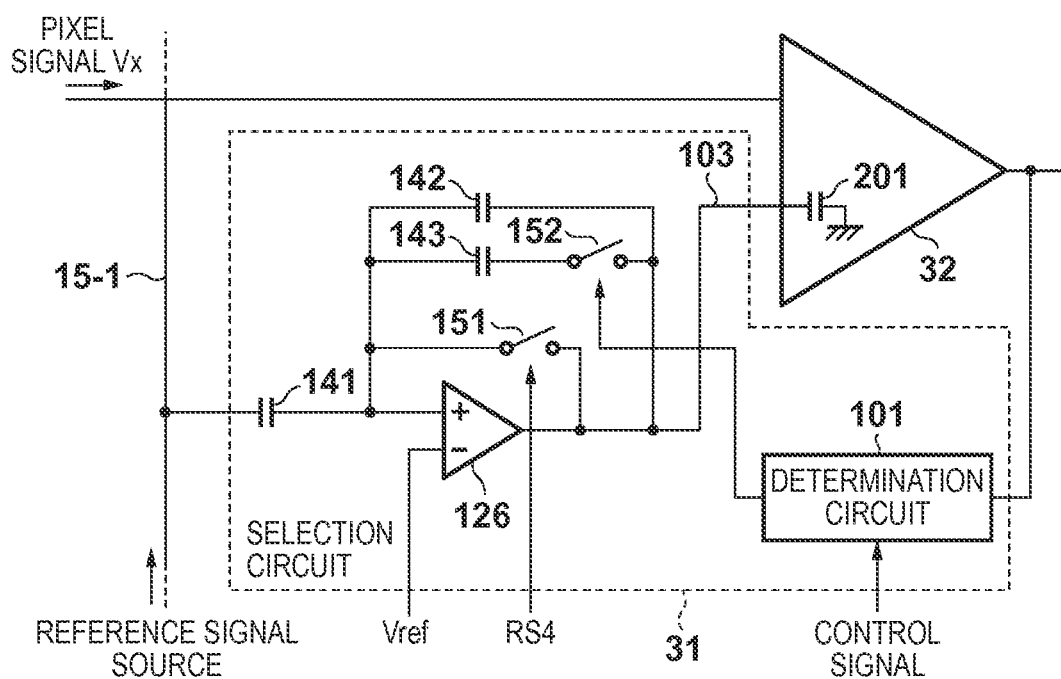 PIXEL
SIGNAL Vx
103
142
201
143
152
32
15-1
151
141
+
−
101
DETERMINATION
CIRCUIT
126
SELECTION
CIRCUIT
REFERENCE SIGNAL
SOURCE
Vref
RS4
31
CONTROL
SIGNAL